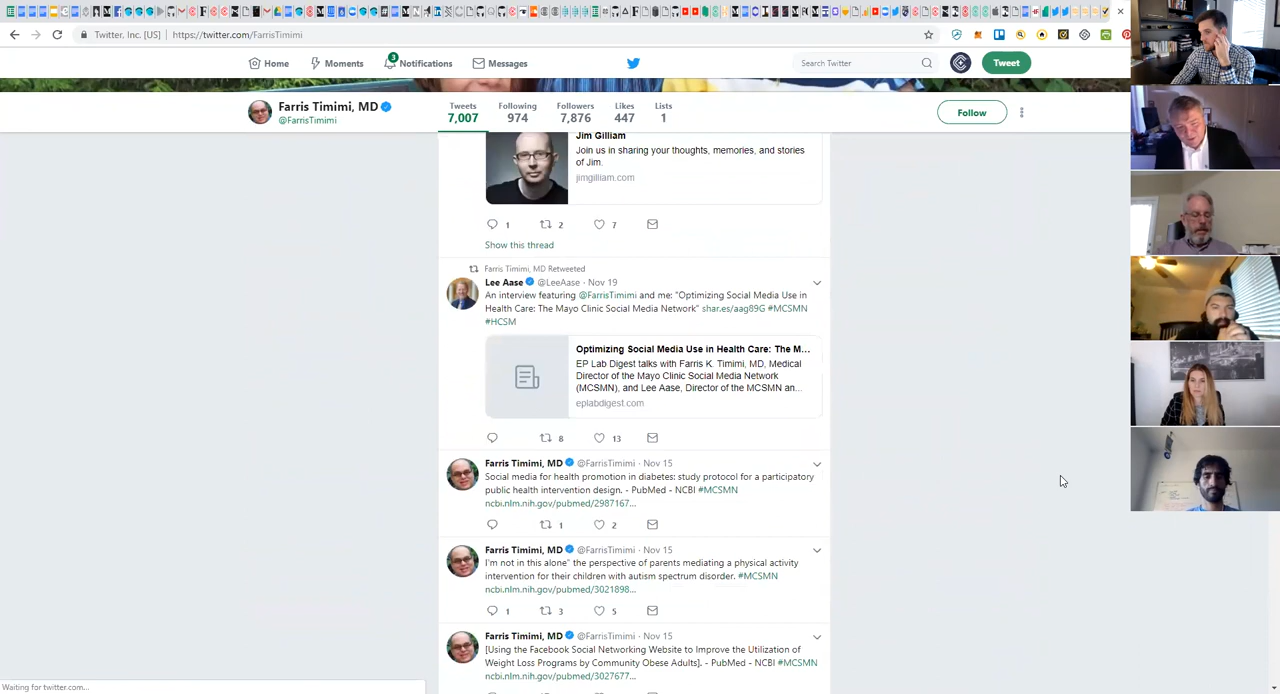 Twitter, Inc. [US] | https://twitter.com/FarrisTimimi
Home
Moments
3
Notifications
Messages
Search Twitter
Tweet
Farris Timimi, MD
@FarrisTimimi
Tweets
7,007
Following
974
Followers
7,876
Likes
447
Lists
1
Follow
Jim Gilliam
Join us in sharing your thoughts, memories, and stories
of Jim.
jimgilliam.com
1 2 7
Show this thread
Farris Timimi, MD Retweeted
Lee Aase @LeeAase · Nov 19
An interview featuring @FarrisTimimi and me: "Optimizing Social Media Use in
Health Care: The Mayo Clinic Social Media Network" shar.es/aag89G #MCSMN
#HCSM
Optimizing Social Media Use in Health Care: The M...
EP Lab Digest talks with Farris K. Timimi, MD, Medical
Director of the Mayo Clinic Social Media Network
(MCSMN), and Lee Aase, Director of the MCSMN an...
eplabdigest.com
8 13
Farris Timimi, MD @FarrisTimimi · Nov 15
Social media for health promotion in diabetes: study protocol for a participatory
public health intervention design. - PubMed - NCBI #MCSMN
ncbi.nlm.nih.gov/pubmed/2987167...
1 2
Farris Timimi, MD @FarrisTimimi · Nov 15
I'm not in this alone" the perspective of parents mediating a physical activity
intervention for their children with autism spectrum disorder. #MCSMN
ncbi.nlm.nih.gov/pubmed/3021898...
1 3 5
Farris Timimi, MD @FarrisTimimi · Nov 15
[Using the Facebook Social Networking Website to Improve the Utilization of
Weight Loss Programs by Community Obese Adults]. - PubMed - NCBI #MCSMN
ncbi.nlm.nih.gov/pubmed/3027677...
Waiting for twitter.com...